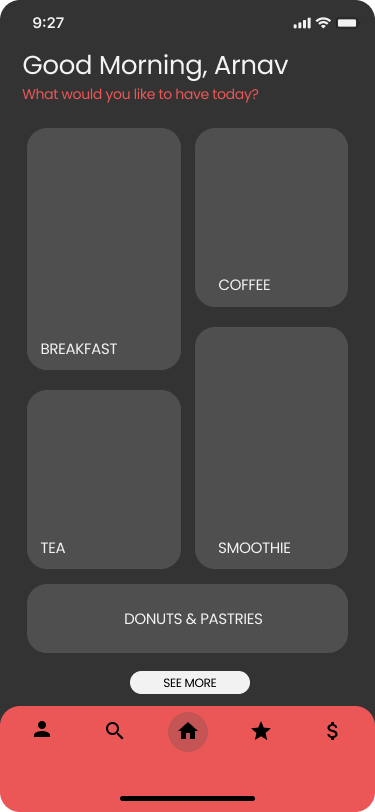 9:27
Good Morning, Arnav
What would you like to have today?
COFFEE
BREAKFAST
TEA
SMOOTHIE
DONUTS & PASTRIES
SEE MORE
$